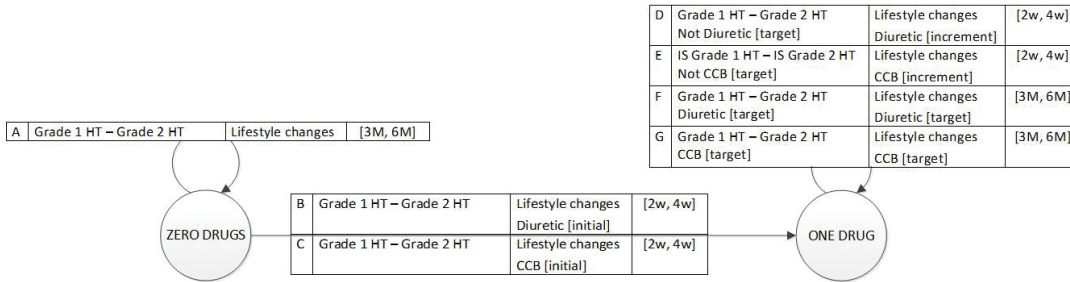 D Grade 1 HT – Grade 2 HT Lifestyle changes [2w, 4w]
Not Diuretic [target] Diuretic [increment]
E IS Grade 1 HT – IS Grade 2 HT Lifestyle changes [2w, 4w]
Not CCB [target] CCB [increment]
F Grade 1 HT – Grade 2 HT Lifestyle changes [3M, 6M]
Diuretic [target] Diuretic [target]
G Grade 1 HT – Grade 2 HT Lifestyle changes [3M, 6M]
CCB [target] CCB [target]
A Grade 1 HT – Grade 2 HT Lifestyle changes [3M, 6M]
B Grade 1 HT – Grade 2 HT Lifestyle changes [2w, 4w]
Diuretic [initial]
ZERO DRUGS
ONE DRUG
C Grade 1 HT – Grade 2 HT Lifestyle changes [2w, 4w]
CCB [initial]